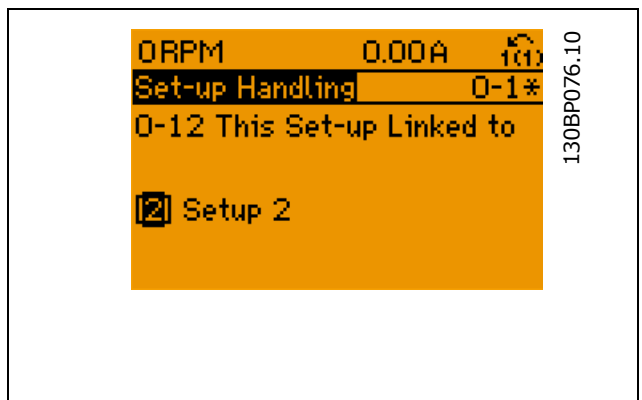 0RPM 0.00A 1(1)
Set-up Handling 0-1*
0-12 This Set-up Linked to
[2] Setup 2
130BP076.10